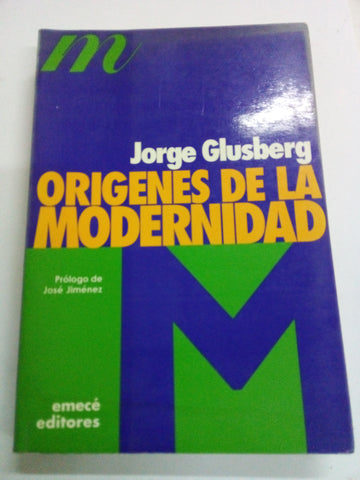 m
Jorge Glusberg
ORIGENES DE LA
MODERNIDAD
Prólogo de
José Jiménez
M
emecé
editores